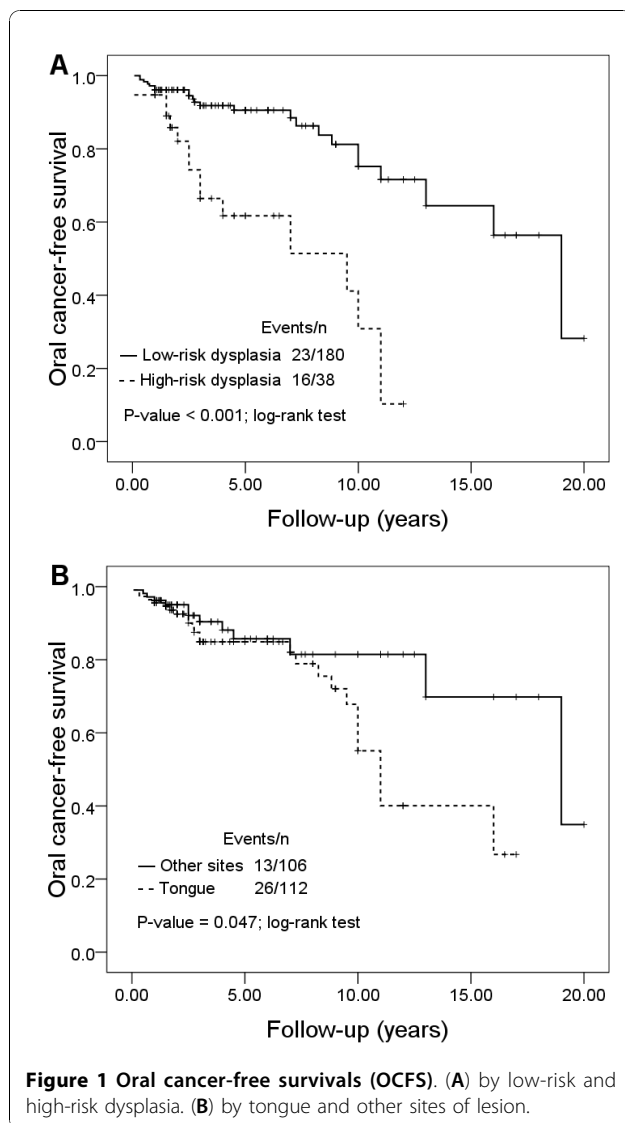 A
1.0
0.8
0.6
0.4
0.2
0.0
Oral cancer-free survival
Events/n
Low-risk dysplasia 23/180
High-risk dysplasia 16/38
P-value < 0.001; log-rank test
0.00 5.00 10.00 15.00 20.00
Follow-up (years)
B
1.0
0.8
0.6
0.4
0.2
0.0
Oral cancer-free survival
Events/n
Other sites 13/106
Tongue 26/112
P-value = 0.047; log-rank test
0.00 5.00 10.00 15.00 20.00
Follow-up (years)
Figure 1 Oral cancer-free survivals (OCFS). (A) by low-risk and
high-risk dysplasia. (B) by tongue and other sites of lesion.